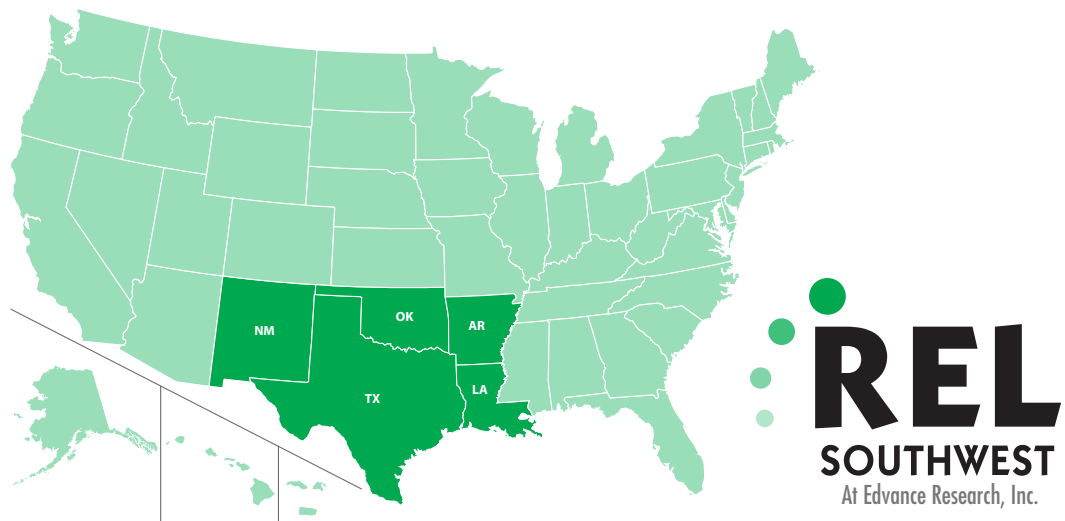 OK
AR
NM
LA
TX
REL
SOUTHWEST
At Edvance Research, Inc.